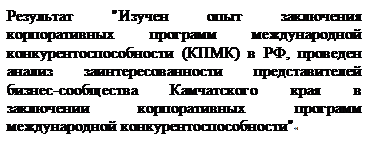 Результат "Изучен опыт заключения
корпоративных программ международной
конкурентоспособности (КПМК) в РФ, проведен
анализ заинтересованности представителей
бизнес-сообщества Камчатского края в
заключении корпоративных программ
международной конкурентоспособности"